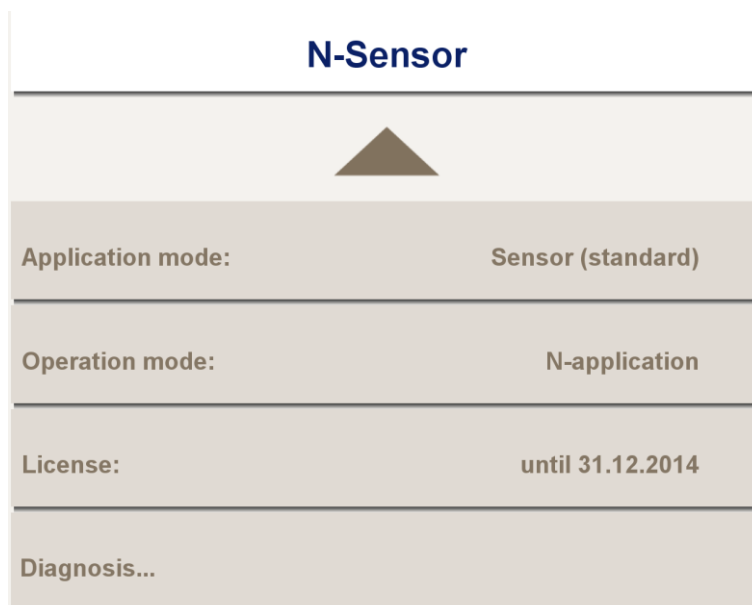 N-Sensor
Application mode: Sensor (standard)
Operation mode: N-application
License: until 31.12.2014
Diagnosis...